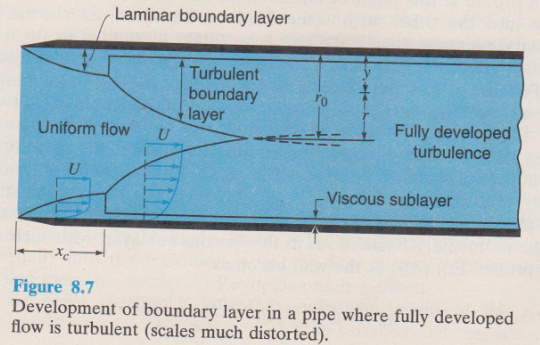 Laminar boundary layer
Turbulent
boundary
layer
y
r0
r
Uniform flow
U
Fully developed
turbulence
U
Viscous sublayer
xc
Figure 8.7
Development of boundary layer in a pipe where fully developed
flow is turbulent (scales much distorted).